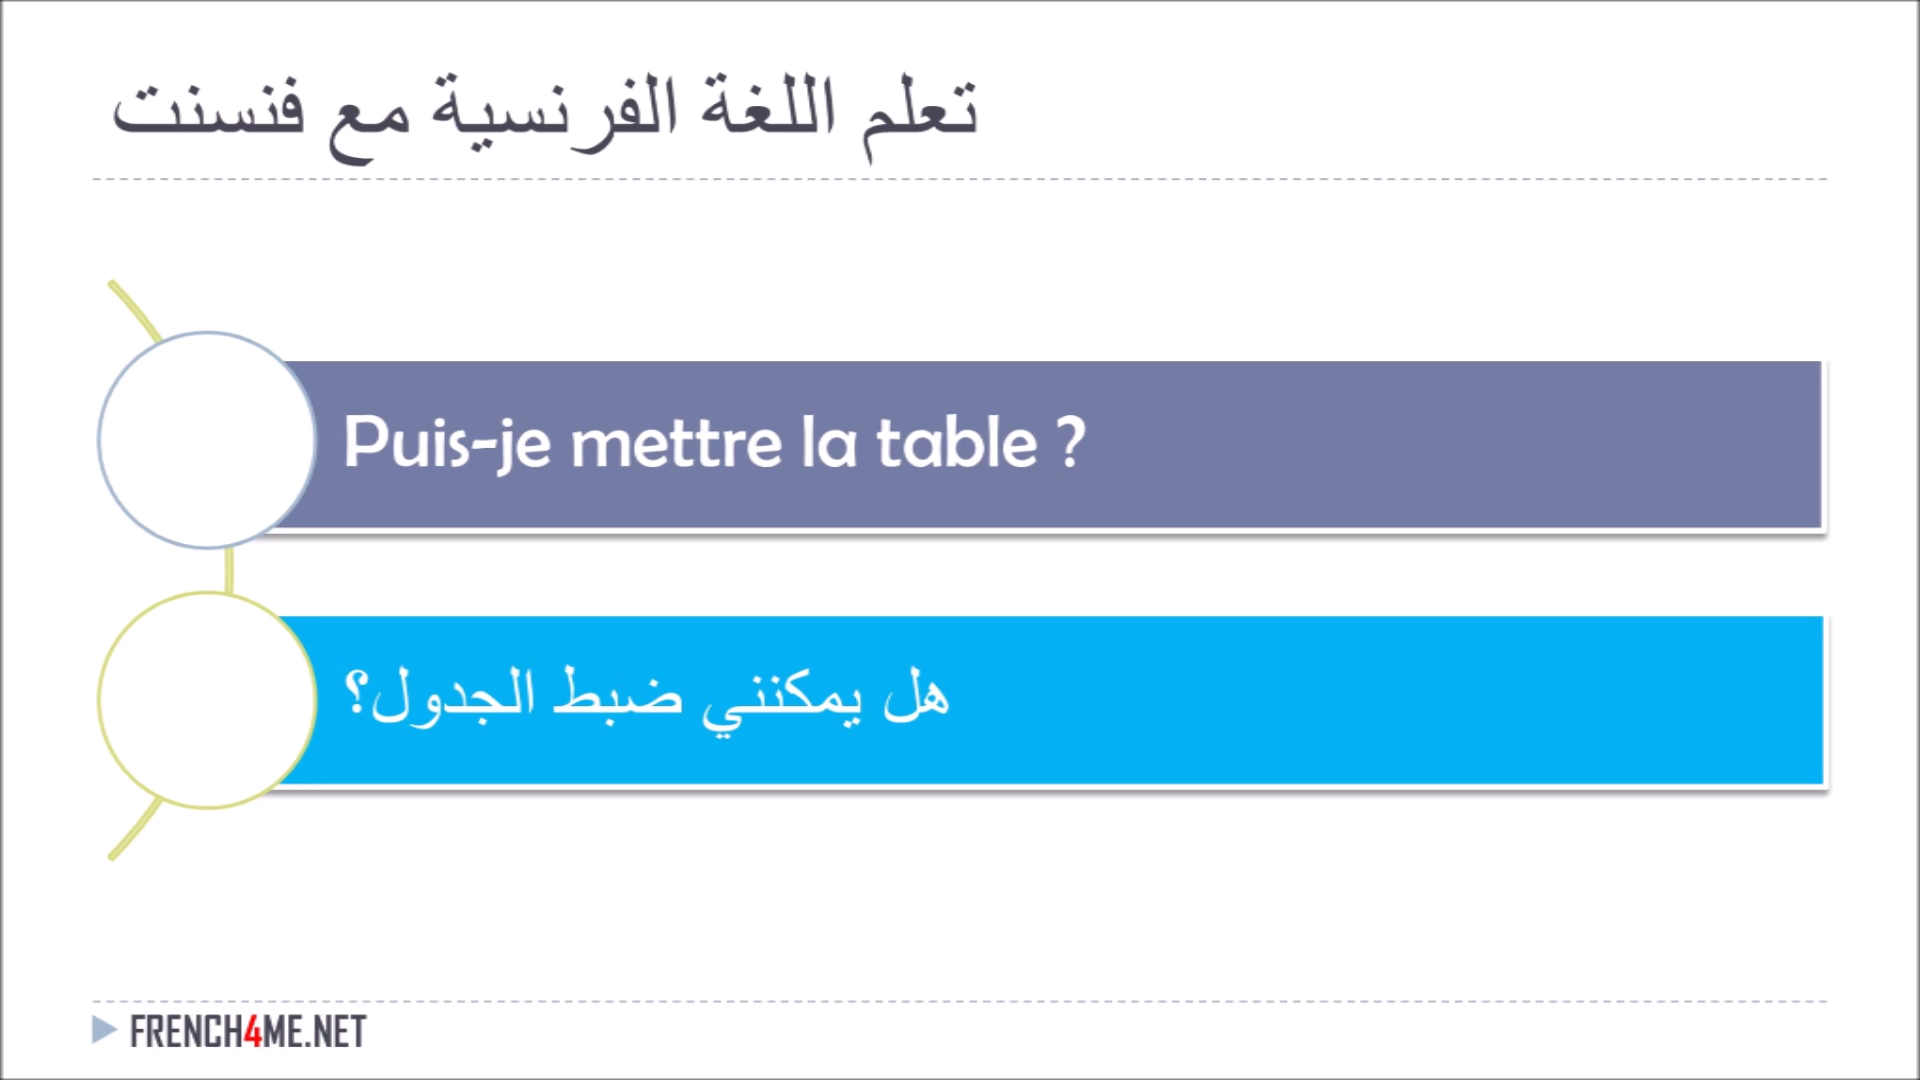 تعلم اللغة الفرنسية مع فنسنت
Puis-je mettre la table ?
هل يمكنني ضبط الجدول؟
FRENCH4ME.NET